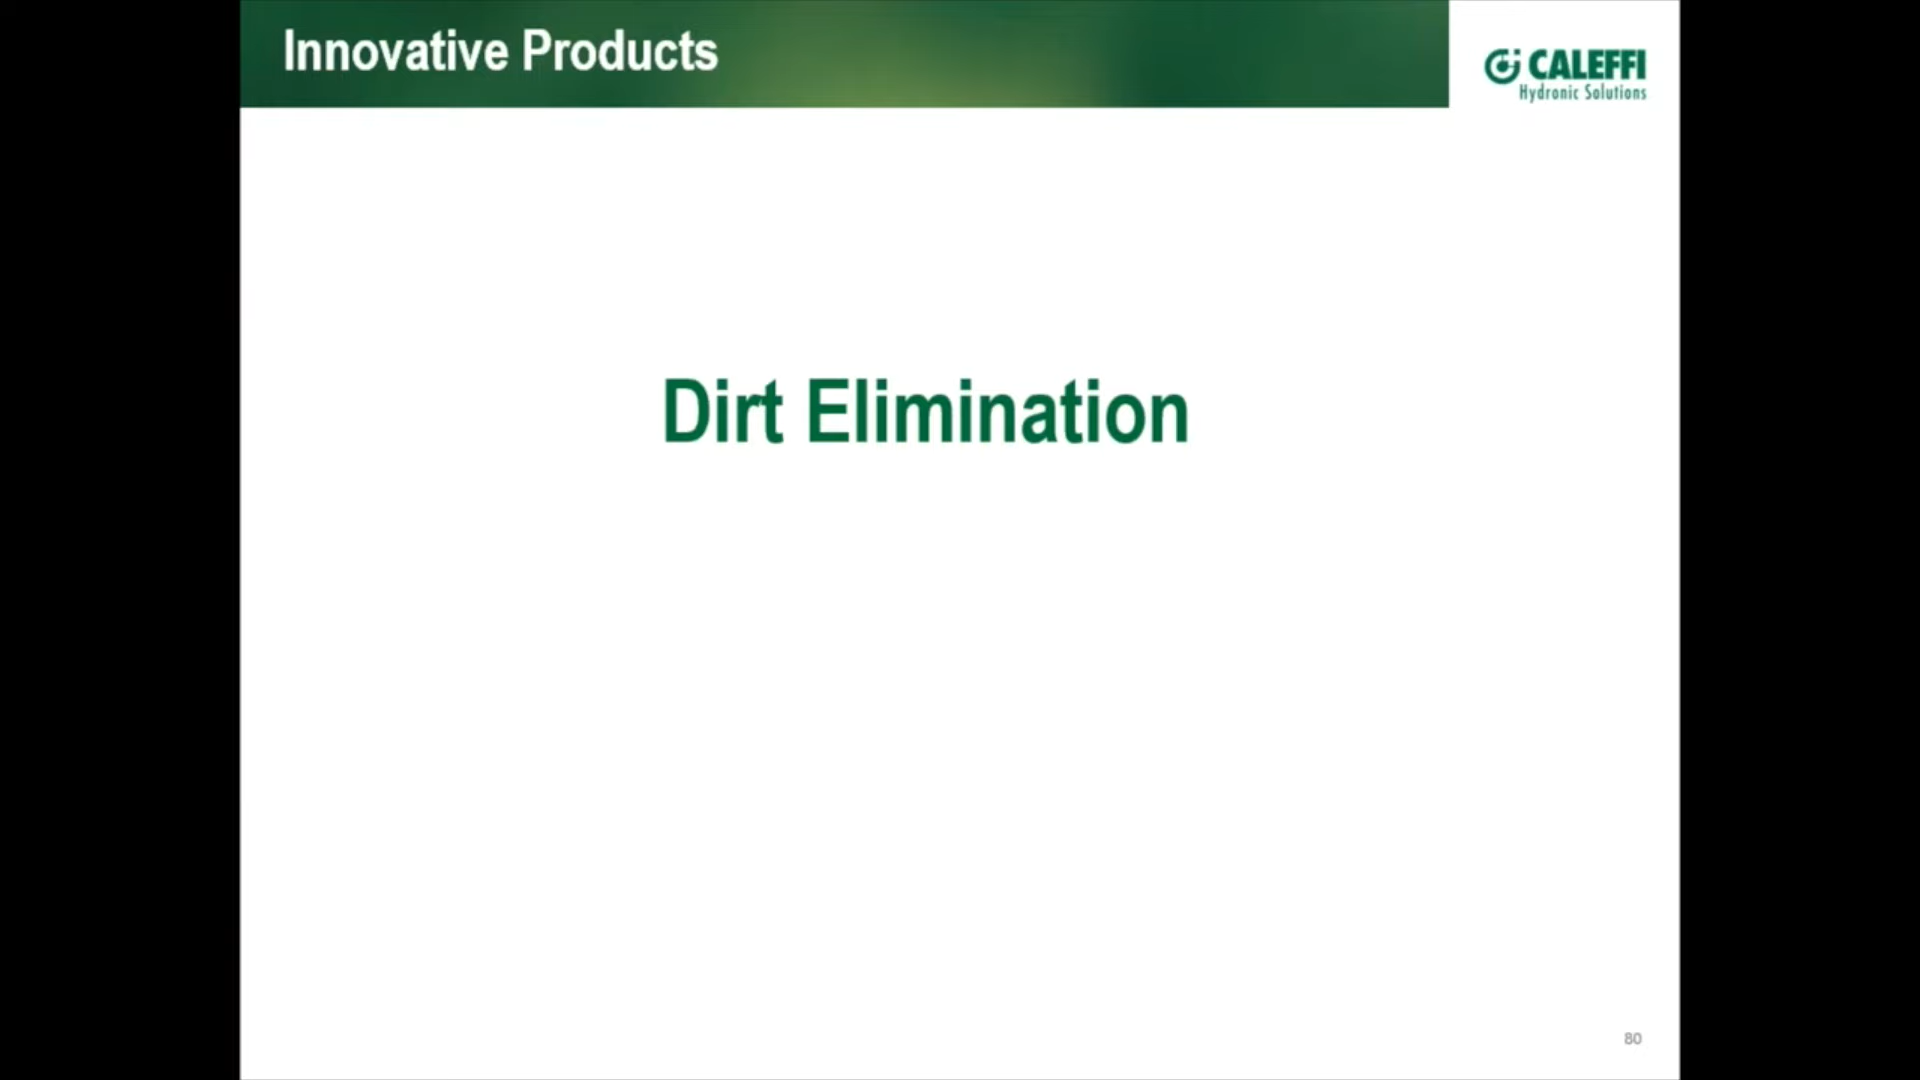 Innovative Products
CALEFFI
Hydronic Solutions
Dirt Elimination
80